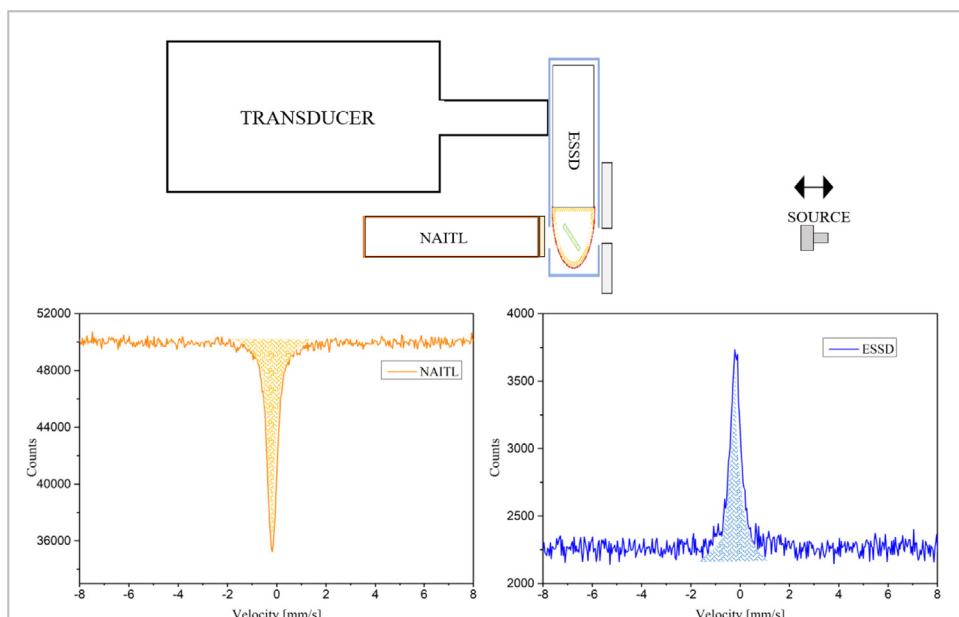 TRANSDUCER
ESSD
SOURCE
NAITL
52000
48000
44000
40000
36000
Counts
NAITL
-8 -6 -4 -2 0 2 4 6 8
Velocity [mm/s]
4000
3500
3000
2500
2000
Counts
ESSD
-8 -6 -4 -2 0 2 4 6 8
Velocity [mm/s]